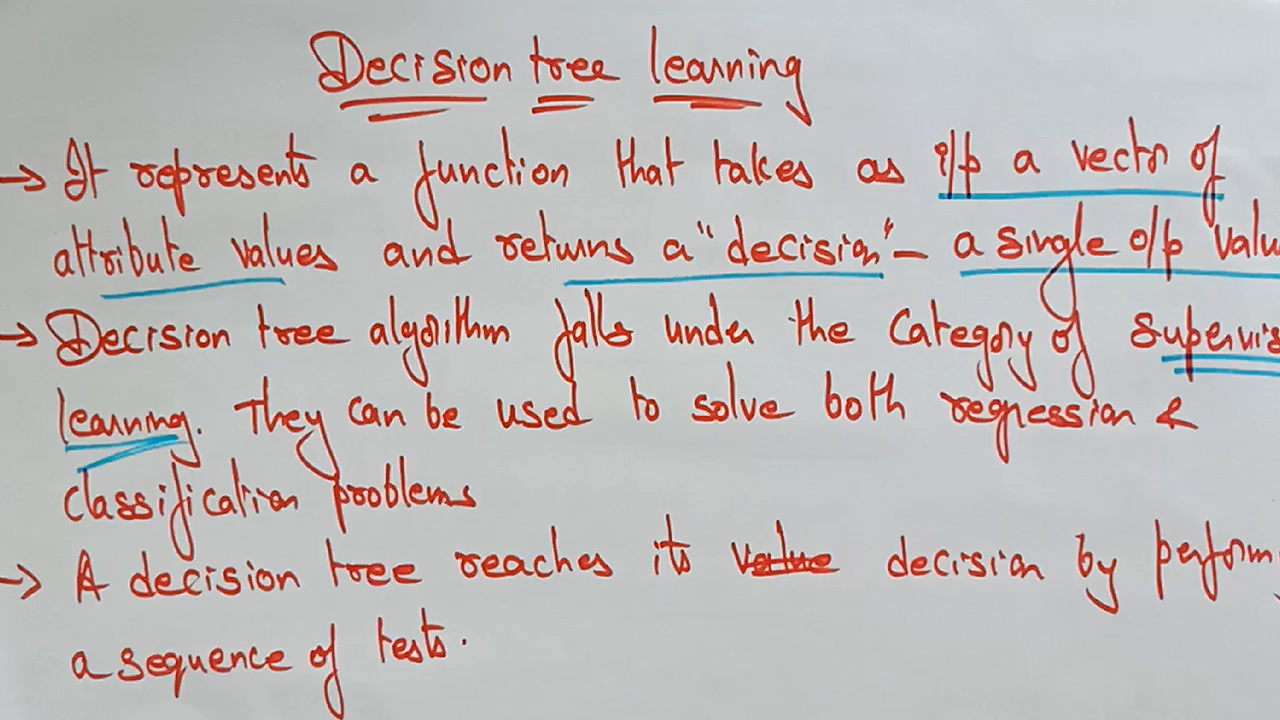 Decision tree learning
→ It represents a function that takes as i/p a vector of
attribute values and returns a "decision" – a single o/p valu
→ Decision tree algorithm falls under the category of supervis
learning. They can be used to solve both regression &
classification problems
→ A decision tree reaches its value decision by perform
a sequence of tests.